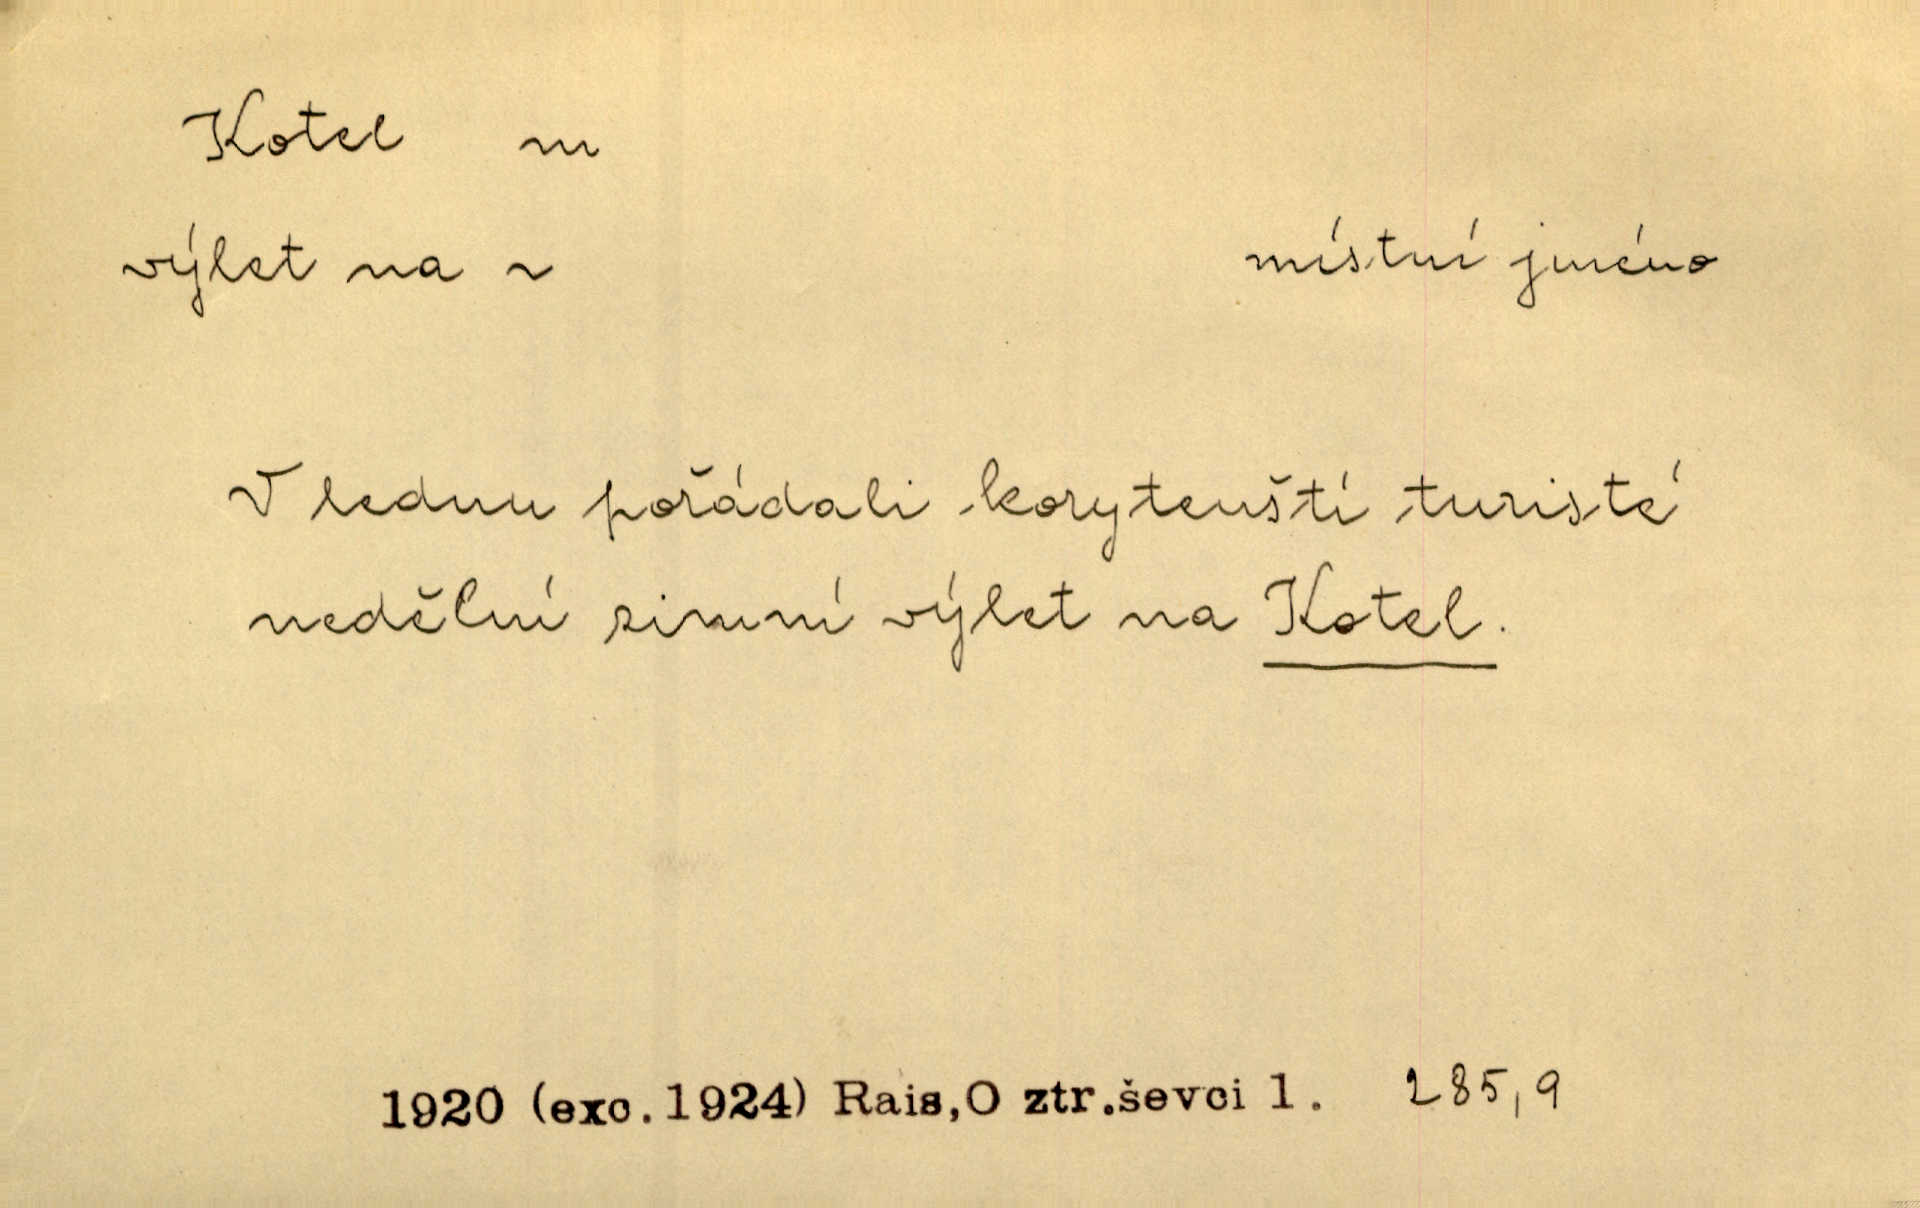 Kotel m
výlet na ~ místní jméno
V lednu pořádali korytenští turisté
nedělní zimní výlet na Kotel.
1920 (exc.1924) Rais,O ztr.ševci 1. 285,9